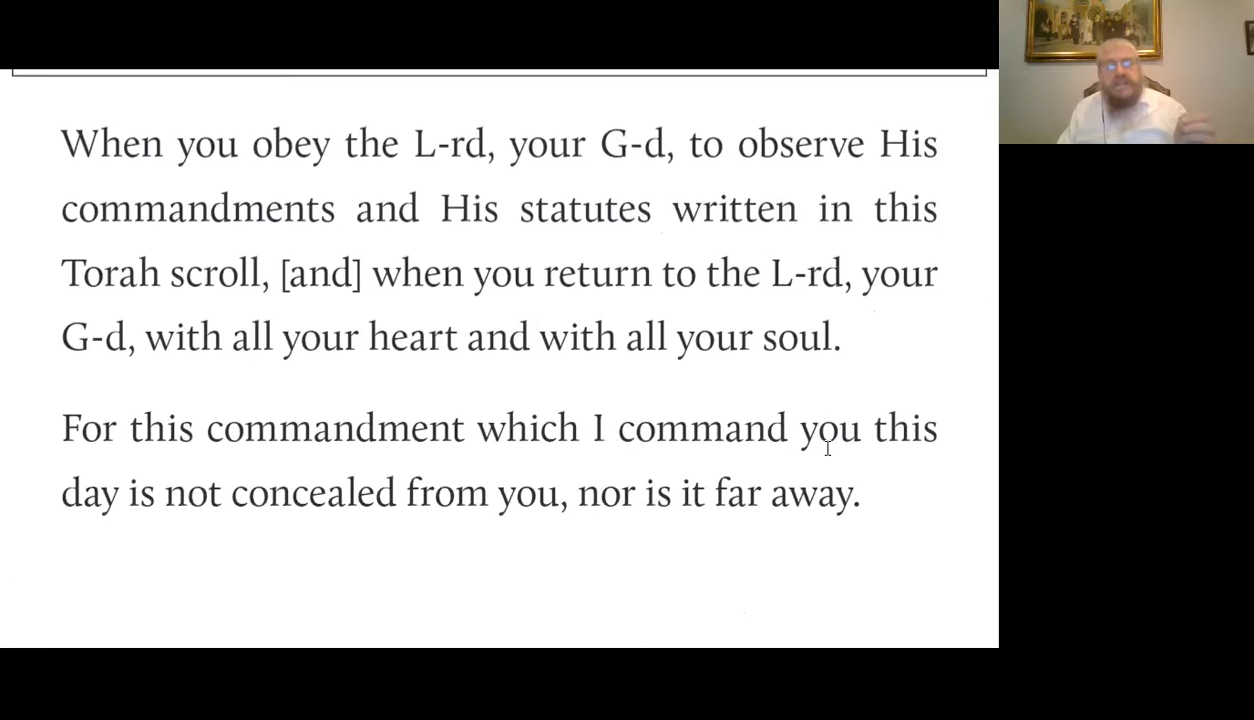 When you obey the L-rd, your G-d, to observe His
commandments and His statutes written in this
Torah scroll, [and] when you return to the L-rd, your
G-d, with all your heart and with all your soul.
For this commandment which I command you this
day is not concealed from you, nor is it far away.